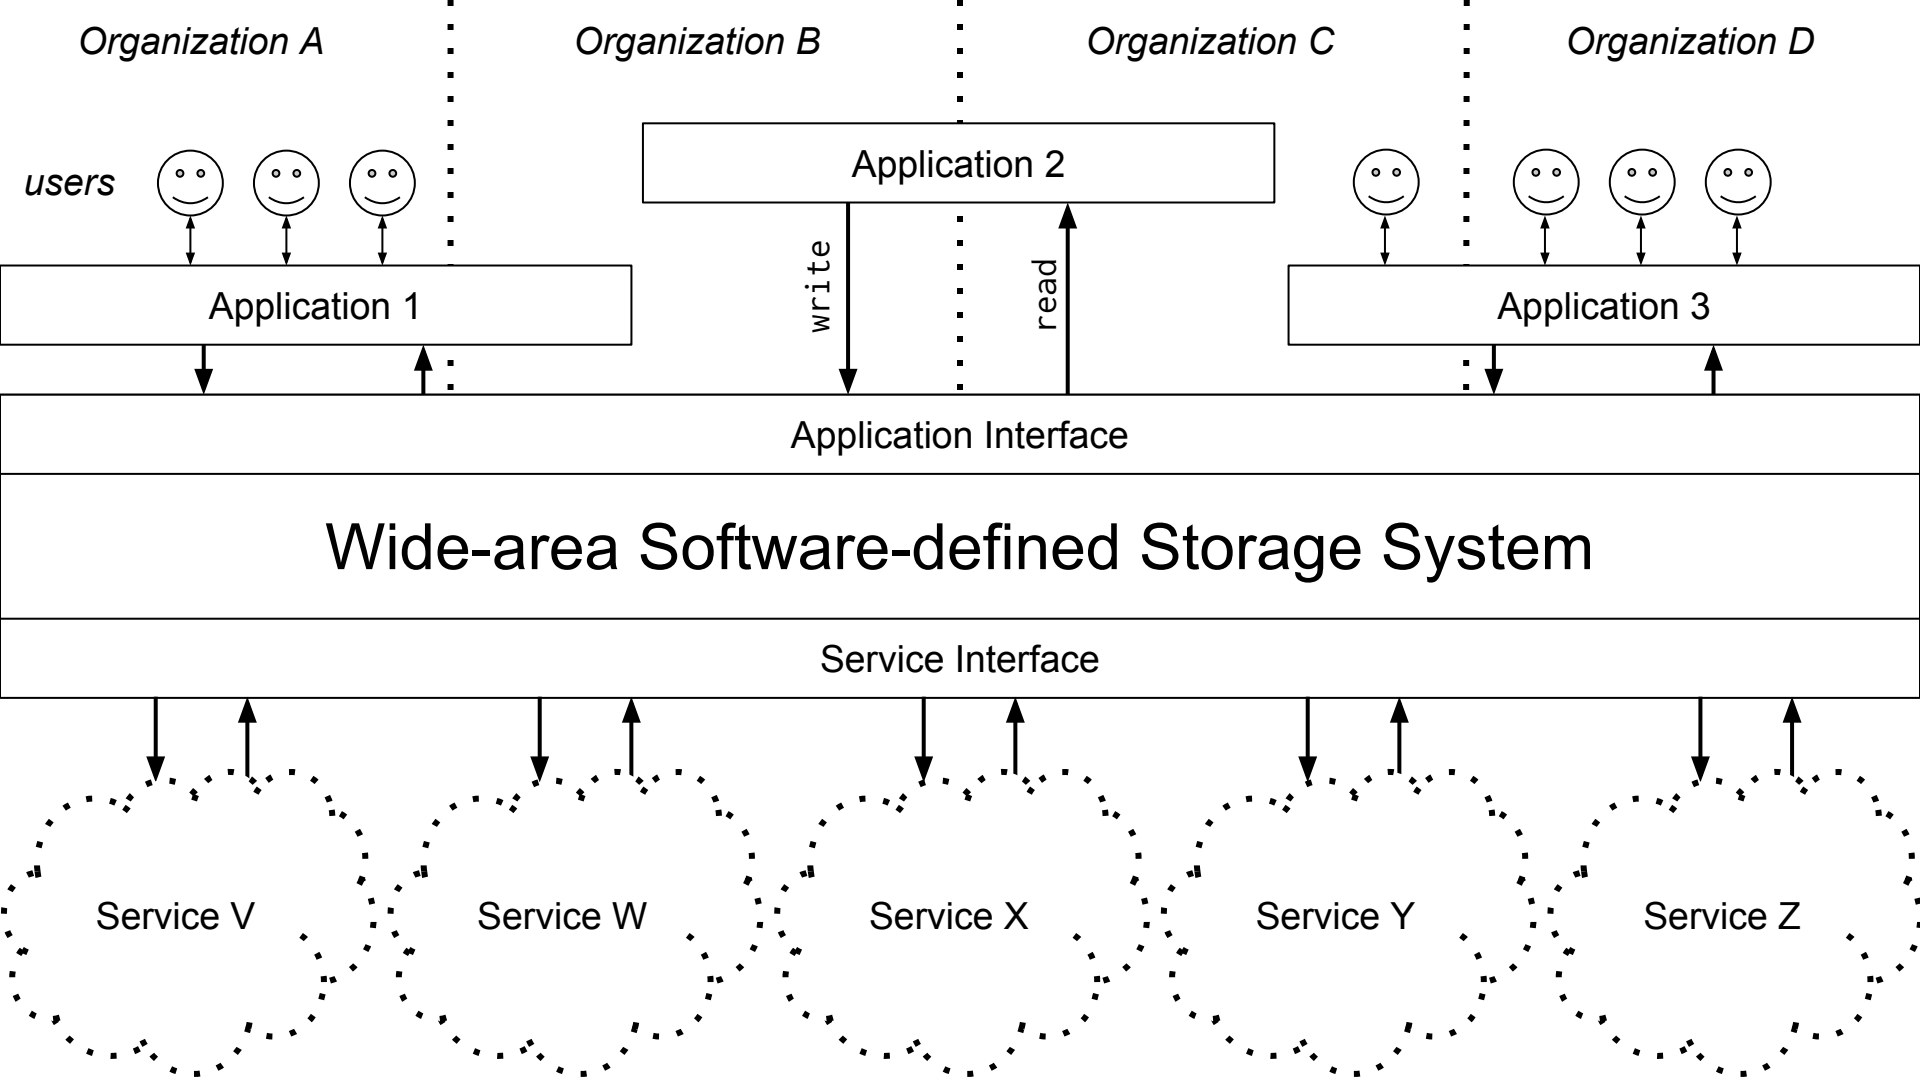 Organization A
Organization B
Organization C
Organization D
users
Application 2
Application 1
write
read
Application 3
Application Interface
Wide-area Software-defined Storage System
Service Interface
Service V
Service W
Service X
Service Y
Service Z